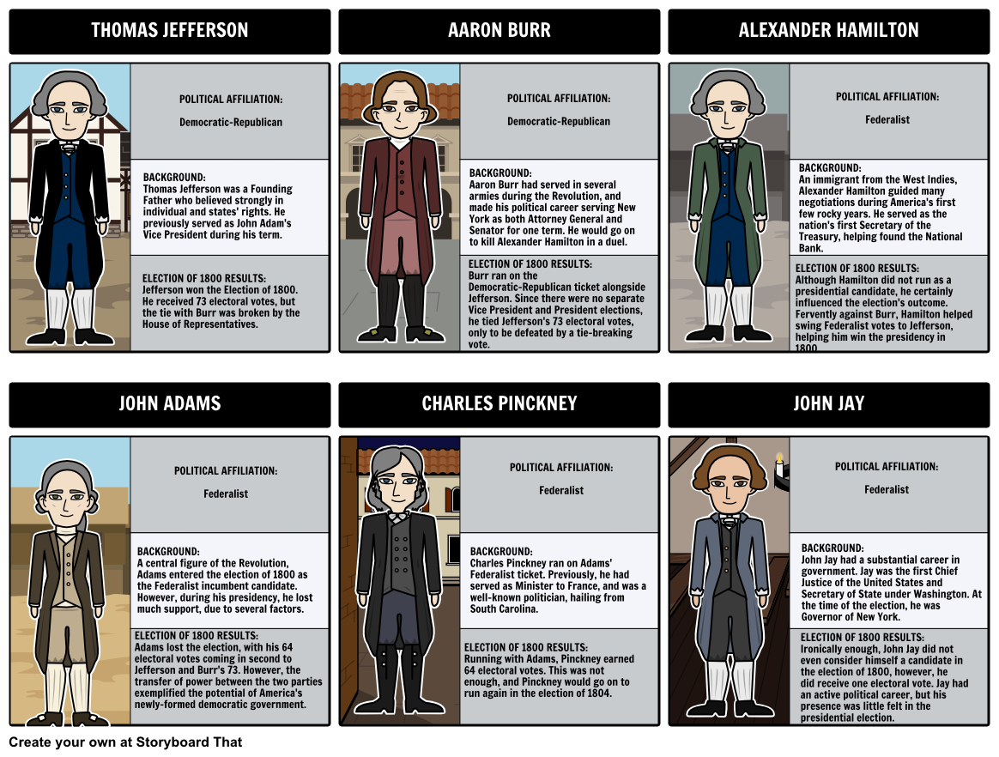 THOMAS JEFFERSON
POLITICAL AFFILIATION:
Democratic-Republican
BACKGROUND:
Thomas Jefferson was a Founding
Father who believed strongly in
individual and states' rights. He
previously served as John Adam's
Vice President during his term.
ELECTION OF 1800 RESULTS:
Jefferson won the Election of 1800.
He received 73 electoral votes, but
the tie with Burr was broken by the
House of Representatives.
AARON BURR
POLITICAL AFFILIATION:
Democratic-Republican
BACKGROUND:
Aaron Burr had served in several
armies during the Revolution, and
made his political career serving New
York as both Attorney General and
Senator for one term. He would go on
to kill Alexander Hamilton in a duel.
ELECTION OF 1800 RESULTS:
Burr ran on the
Democratic-Republican ticket alongside
Jefferson. Since there were no separate
Vice President and President elections,
he tied Jefferson's 73 electoral votes,
only to be defeated by a tie-breaking
vote.
ALEXANDER HAMILTON
POLITICAL AFFILIATION:
Federalist
BACKGROUND:
An immigrant from the West Indies,
Alexander Hamilton guided many
negotiations during America's first
few rocky years. He served as the
nation's first Secretary of the
Treasury, helping found the National
Bank.
ELECTION OF 1800 RESULTS:
Although Hamilton did not run as a
presidential candidate, he certainly
influenced the election's outcome.
Fervently against Burr, Hamilton helped
swing Federalist votes to Jefferson,
helping him win the presidency in
1800.
JOHN ADAMS
POLITICAL AFFILIATION:
Federalist
BACKGROUND:
A central figure of the Revolution,
Adams entered the election of 1800 as
the Federalist incumbent candidate.
However, during his presidency, he lost
much support, due to several factors.
ELECTION OF 1800 RESULTS:
Adams lost the election, with his 64
electoral votes coming in second to
Jefferson and Burr's 73. However, the
transfer of power between the two parties
exemplified the potential of America's
newly-formed democratic government.
CHARLES PINCKNEY
POLITICAL AFFILIATION:
Federalist
BACKGROUND:
Charles Pinckney ran on Adams'
Federalist ticket. Previously, he had
served as Minister to France, and was a
well-known politician, hailing from
South Carolina.
ELECTION OF 1800 RESULTS:
Running with Adams, Pinckney earned
64 electoral votes. This was not
enough, and Pinckney would go on to
run again in the election of 1804.
JOHN JAY
POLITICAL AFFILIATION:
Federalist
BACKGROUND:
John Jay had a substantial career in
government. Jay was the first Chief
Justice of the United States and
Secretary of State under Washington. At
the time of the election, he was
Governor of New York.
ELECTION OF 1800 RESULTS:
Ironically enough, John Jay did not
even consider himself a candidate in
the election of 1800, however, he
did receive one electoral vote. Jay had
an active political career, but his
presence was little felt in the
presidential election.
Create your own at Storyboard That